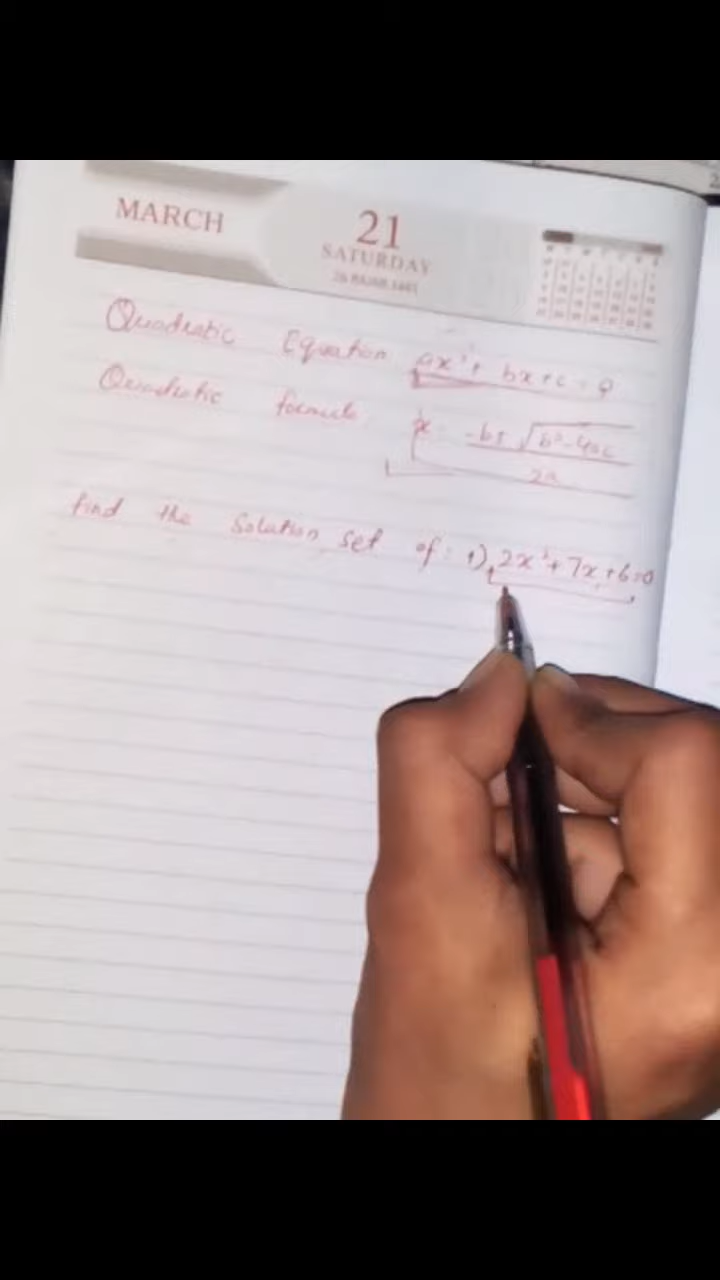 MARCH
21
SATURDAY
Quadratic Equation ax² + bx + c = 0
Quadratic formula x = -b ± √b² - 4ac
2a
find the Solution set of: 1) 2x² + 7x + 6 = 0